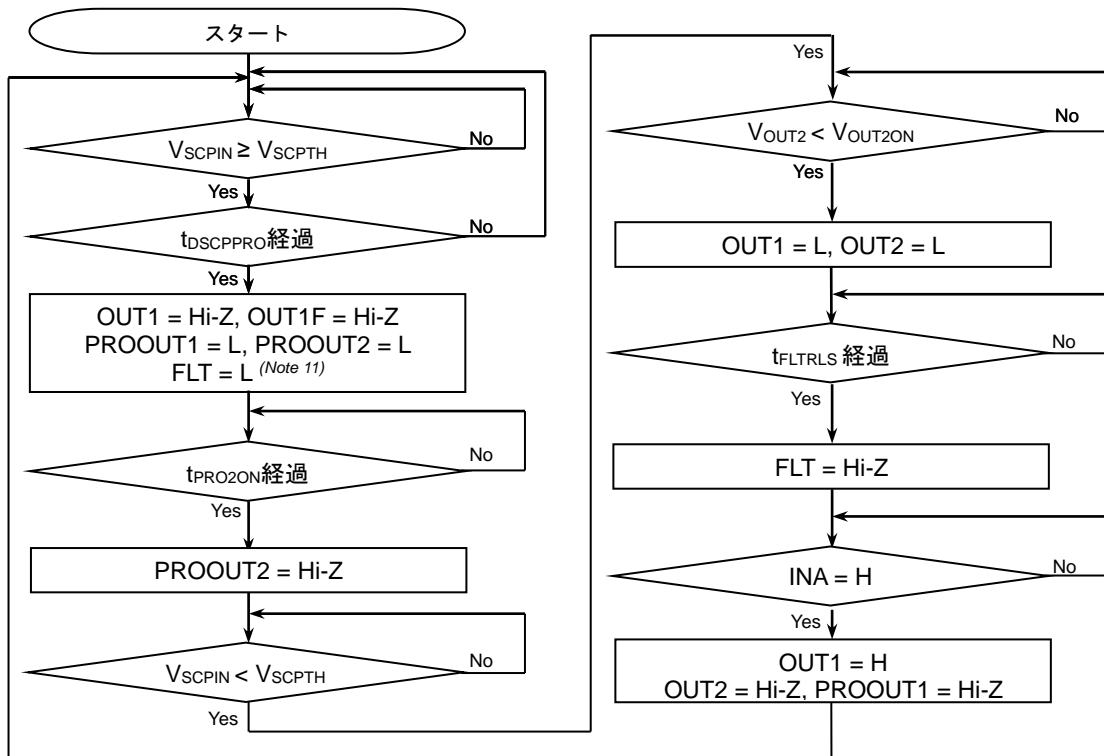 スタート
VSCPIN ≥ VSCPTH
No
Yes
tDSCPPRO経過
No
Yes
OUT1 = Hi-Z, OUT1F = Hi-Z
PROOUT1 = L, PROOUT2 = L
FLT = L (Note 11)
tPRO2ON経過
No
Yes
PROOUT2 = Hi-Z
VSCPIN < VSCPTH
No
Yes
Yes
VOUT2 < VOUT2ON
No
Yes
OUT1 = L, OUT2 = L
tFLTRLS 経過
No
Yes
FLT = Hi-Z
INA = H
No
Yes
OUT1 = H
OUT2 = Hi-Z, PROOUT1 = Hi-Z